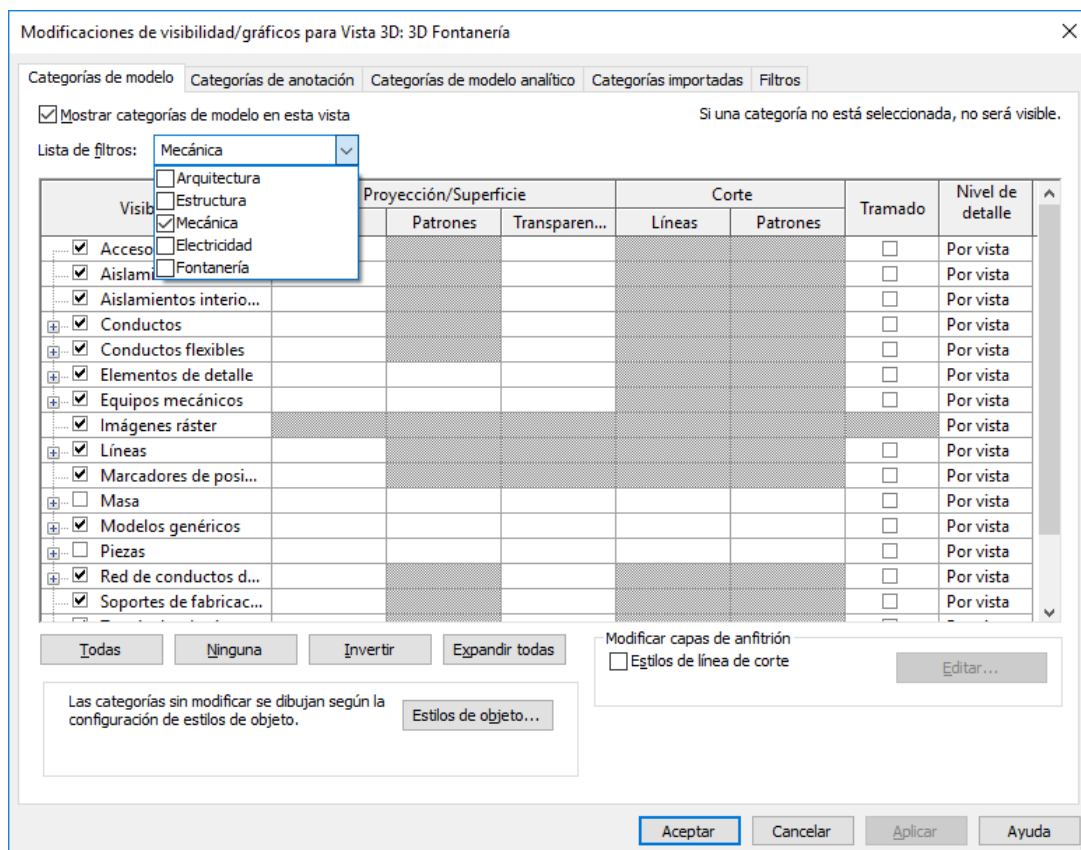 Modificaciones de visibilidad/gráficos para Vista 3D: 3D Fontanería
Categorías de modelo Categorías de anotación Categorías de modelo analítico Categorías importadas Filtros
Mostrar categorías de modelo en esta vista
Si una categoría no está seleccionada, no será visible.
Lista de filtros: Mecánica
Arquitectura
Estructura
Mecánica
Electricidad
Fontanería
Visib Proyección/Superficie Corte Tramado Nivel de detalle
Patrones Transparen... Líneas Patrones
Acceso Por vista
Aislami Por vista
Aislamientos interio... Por vista
Conductos Por vista
Conductos flexibles Por vista
Elementos de detalle Por vista
Equipos mecánicos Por vista
Imágenes ráster Por vista
Líneas Por vista
Marcadores de posi... Por vista
Masa Por vista
Modelos genéricos Por vista
Piezas Por vista
Red de conductos d... Por vista
Soportes de fabricac... Por vista
Todas Ninguna Invertir Expandir todas
Modificar capas de anfitrión
Estilos de línea de corte Editar...
Las categorías sin modificar se dibujan según la
configuración de estilos de objeto.
Estilos de objeto...
Aceptar Cancelar Aplicar Ayuda